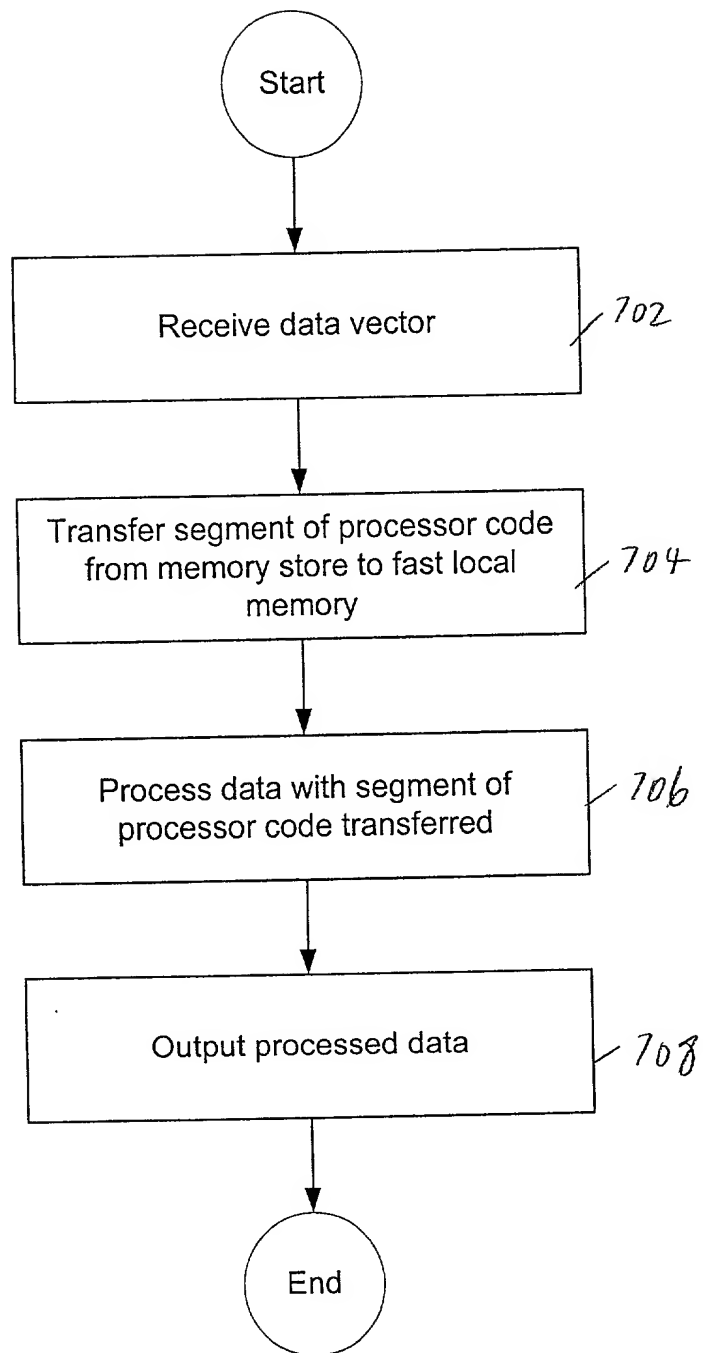 Start
Receive data vector
702
Transfer segment of processor code
from memory store to fast local
memory
704
Process data with segment of
processor code transferred
706
Output processed data
708
End